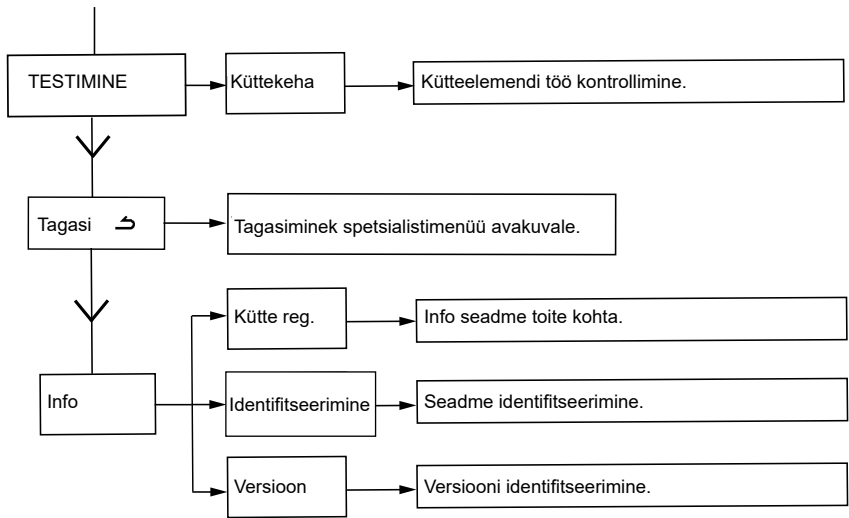 TESTIMINE
Küttekeha
Kütteelemendi töö kontrollimine.
Tagasi
Tagasiminek spetsialistimenüü avakuvale.
Kütte reg.
Info seadme toite kohta.
Info
Identifitseerimine
Seadme identifitseerimine.
Versioon
Versiooni identifitseerimine.